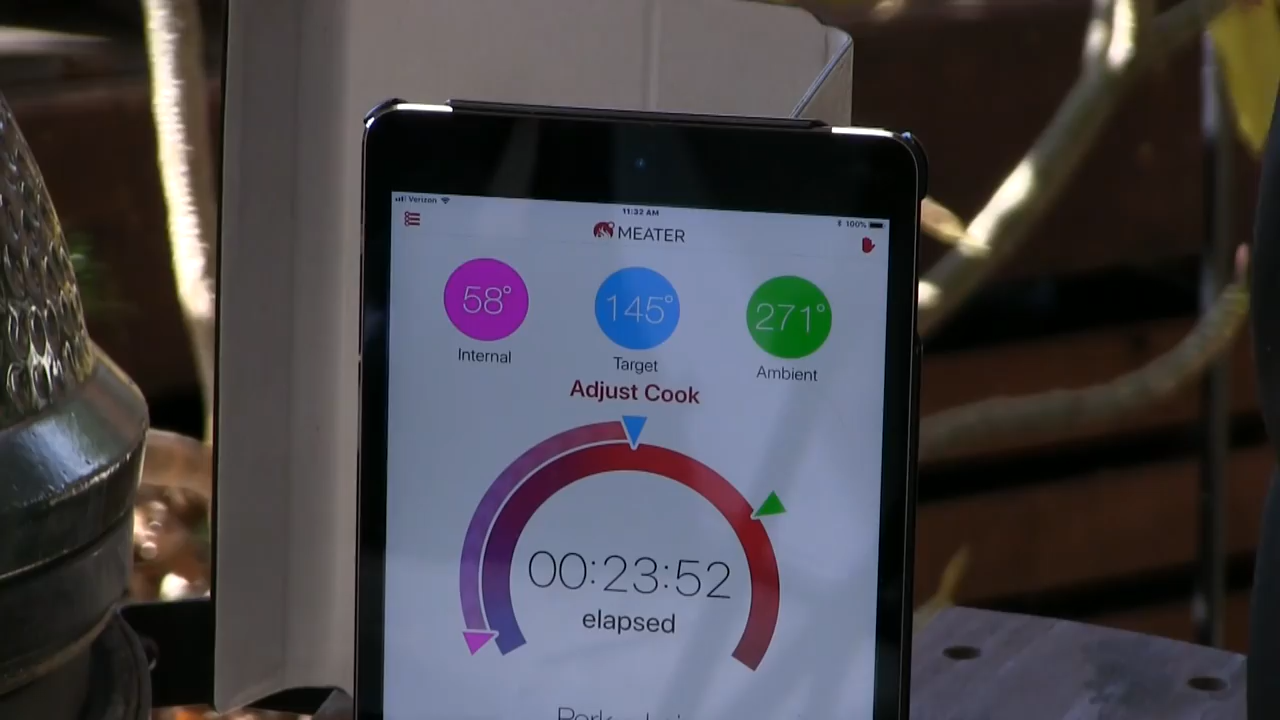 Verizon
11:32 AM
100%
MEATER
58°
145°
271°
Internal
Target
Ambient
Adjust Cook
00:23:52
elapsed